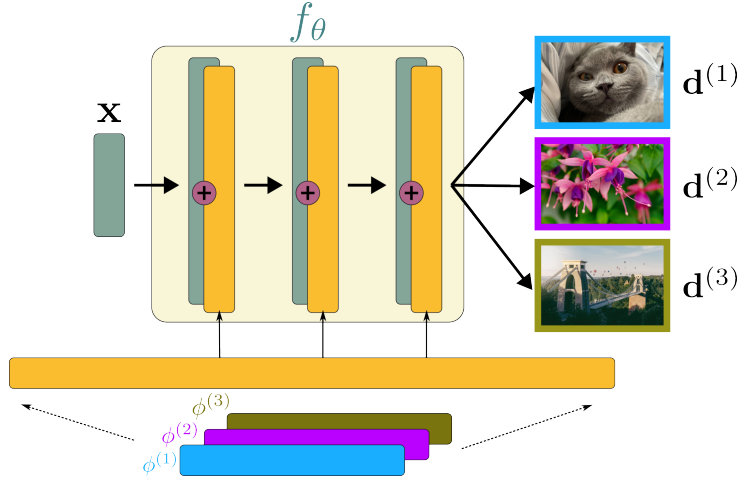 f_θ
x
+ + +
d^(1)
d^(2)
d^(3)
ϕ^(3)
ϕ^(2)
ϕ^(1)